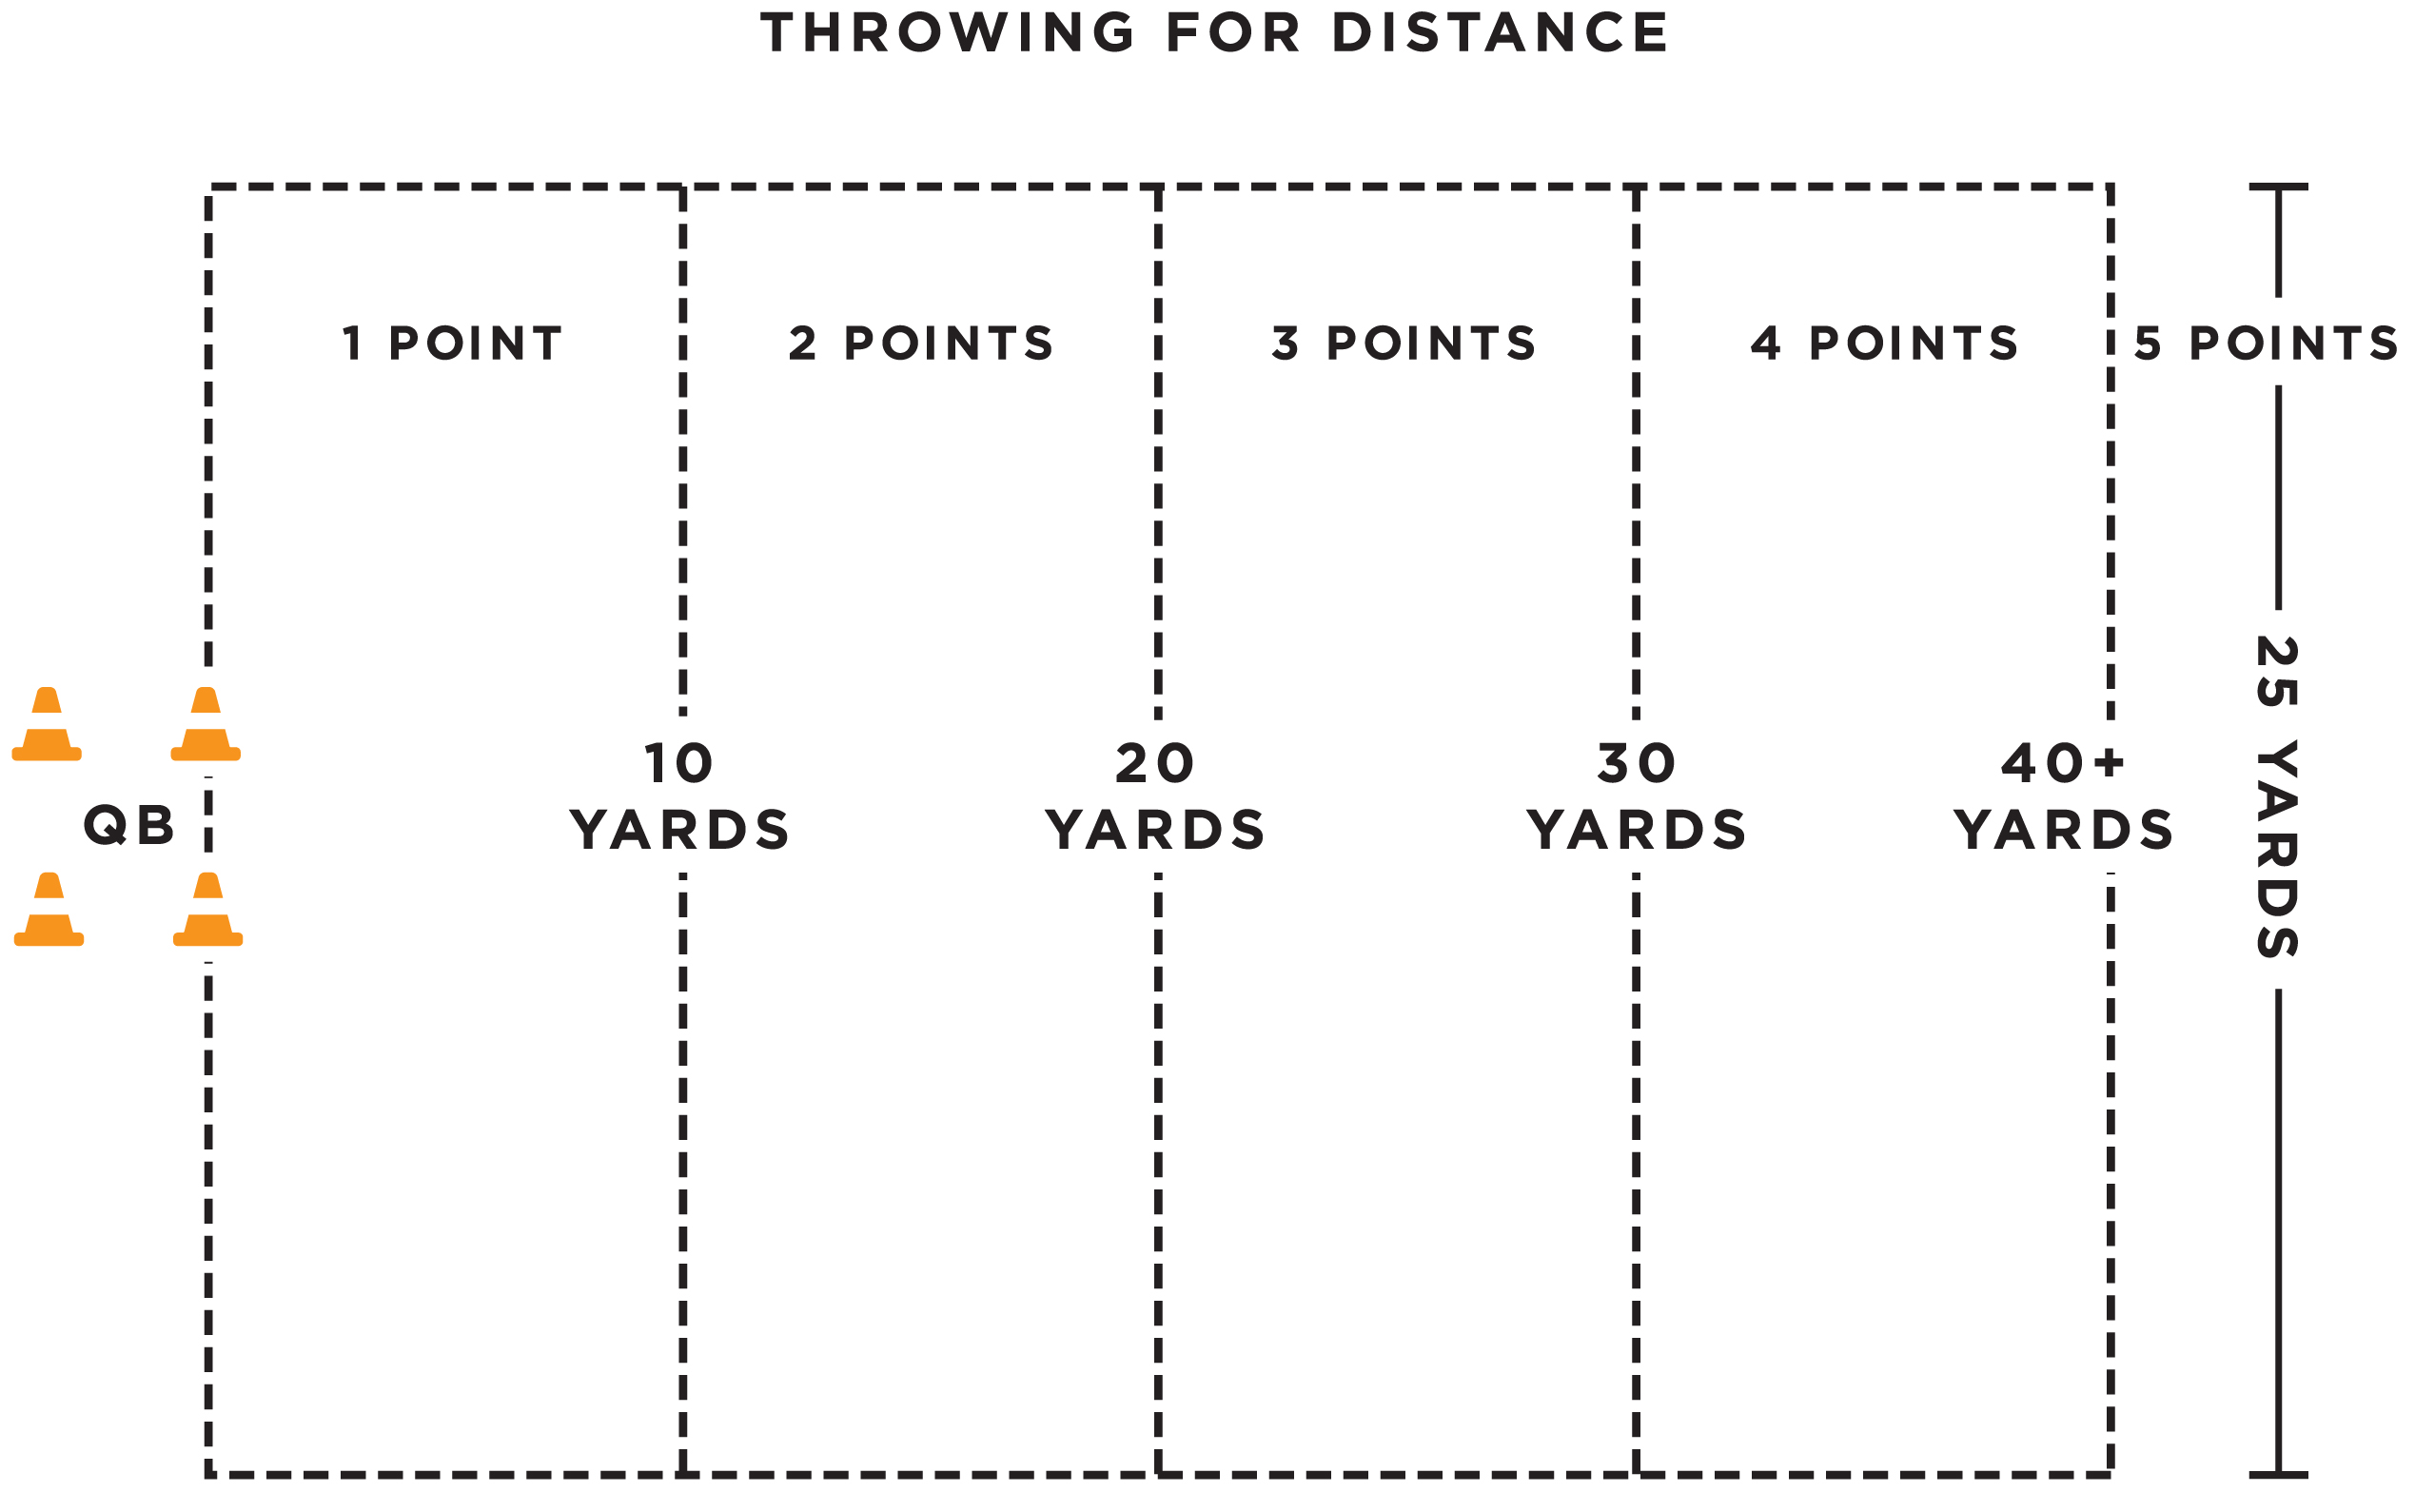 THROWING FOR DISTANCE
1 POINT
2 POINTS
3 POINTS
4 POINTS
5 POINTS
QB
10
YARDS
20
YARDS
30
YARDS
40+
YARDS
25 YARDS